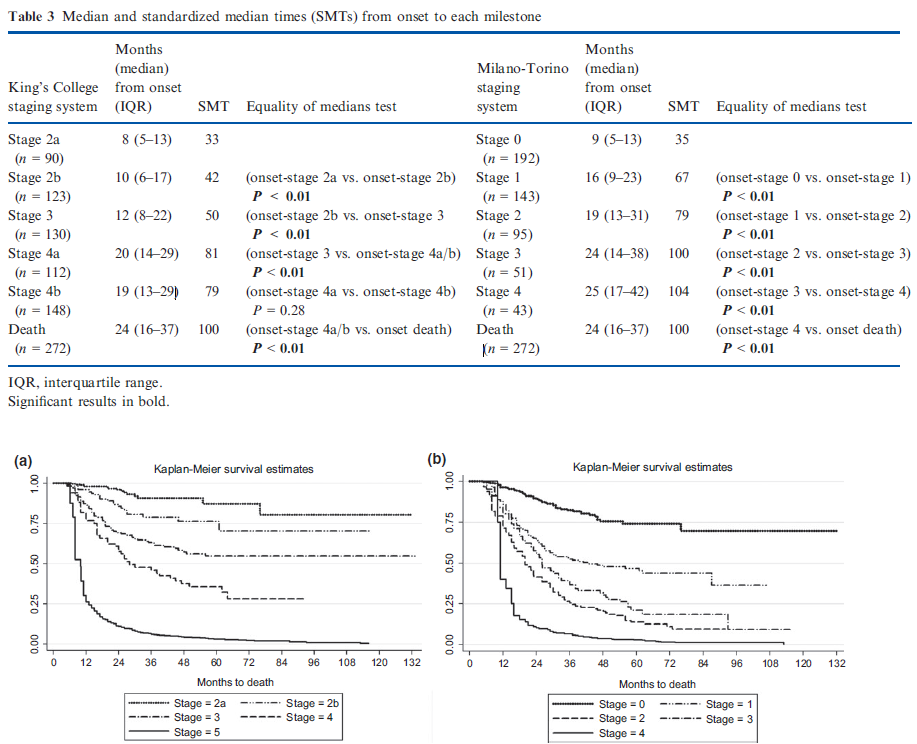 Table 3 Median and standardized median times (SMTs) from onset to each milestone
King's College staging system Months (median) from onset (IQR) SMT Equality of medians test Milano-Torino staging system Months (median) from onset (IQR) SMT Equality of medians test
Stage 2a 8 (5–13) 33 Stage 0 9 (5–13) 35
(n = 90) (n = 192)
Stage 2b 10 (6–17) 42 (onset-stage 2a vs. onset-stage 2b) Stage 1 16 (9–23) 67 (onset-stage 0 vs. onset-stage 1)
(n = 123) P < 0.01 (n = 143) P < 0.01
Stage 3 12 (8–22) 50 (onset-stage 2b vs. onset-stage 3 Stage 2 19 (13–31) 79 (onset-stage 1 vs. onset-stage 2)
(n = 130) P < 0.01 (n = 95) P < 0.01
Stage 4a 20 (14–29) 81 (onset-stage 3 vs. onset-stage 4a/b) Stage 3 24 (14–38) 100 (onset-stage 2 vs. onset-stage 3)
(n = 112) P < 0.01 (n = 51) P < 0.01
Stage 4b 19 (13–29) 79 (onset-stage 4a vs. onset-stage 4b) Stage 4 25 (17–42) 104 (onset-stage 3 vs. onset-stage 4)
(n = 148) P = 0.28 (n = 43) P < 0.01
Death 24 (16–37) 100 (onset-stage 4a/b vs. onset death) Death 24 (16–37) 100 (onset-stage 4 vs. onset death)
(n = 272) P < 0.01 (n = 272) P < 0.01
IQR, interquartile range.
Significant results in bold.
(a)
Kaplan-Meier survival estimates
1.00
0.75
0.50
0.25
0.00
0 12 24 36 48 60 72 84 96 108 120 132
Months to death
Stage = 2a Stage = 2b
Stage = 3 Stage = 4
Stage = 5
(b)
Kaplan-Meier survival estimates
1.00
0.75
0.50
0.25
0.00
0 12 24 36 48 60 72 84 96 108 120 132
Months to death
Stage = 0 Stage = 1
Stage = 2 Stage = 3
Stage = 4